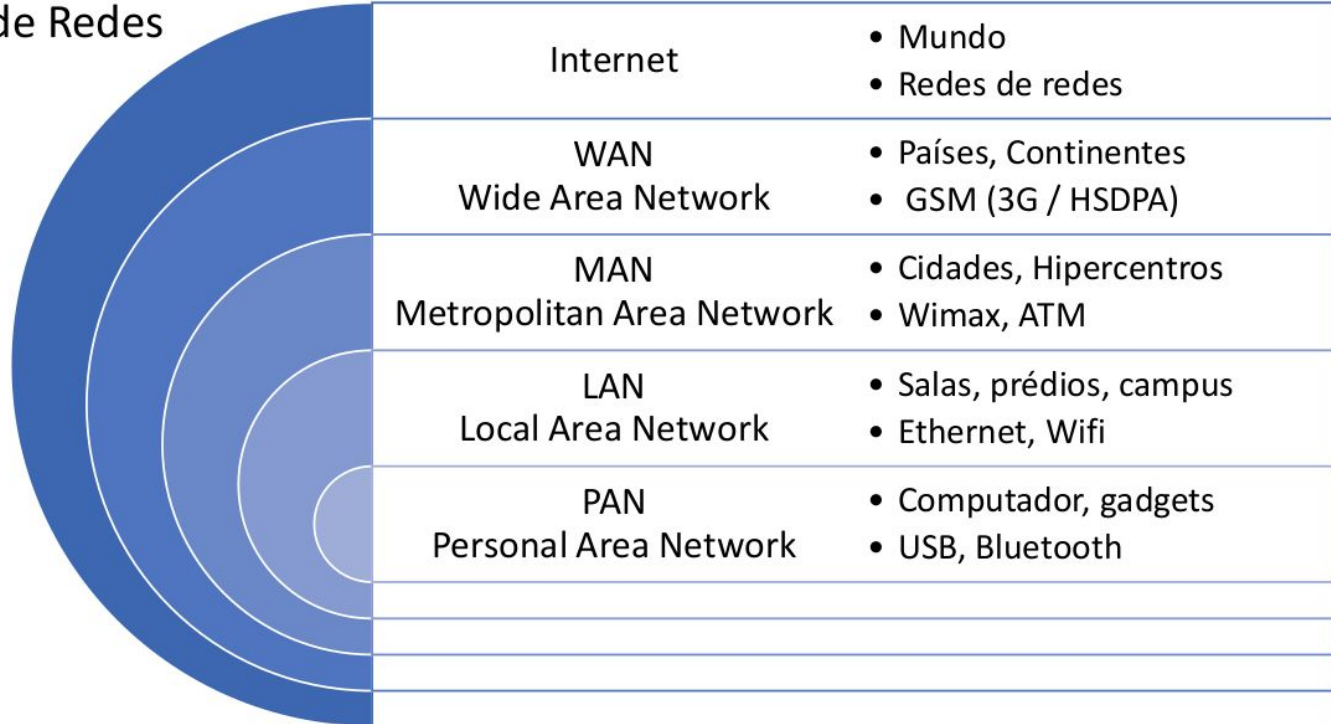 de Redes
Internet
• Mundo
• Redes de redes
WAN
Wide Area Network
• Países, Continentes
• GSM (3G / HSDPA)
MAN
Metropolitan Area Network
• Cidades, Hipercentros
• Wimax, ATM
LAN
Local Area Network
• Salas, prédios, campus
• Ethernet, Wifi
PAN
Personal Area Network
• Computador, gadgets
• USB, Bluetooth